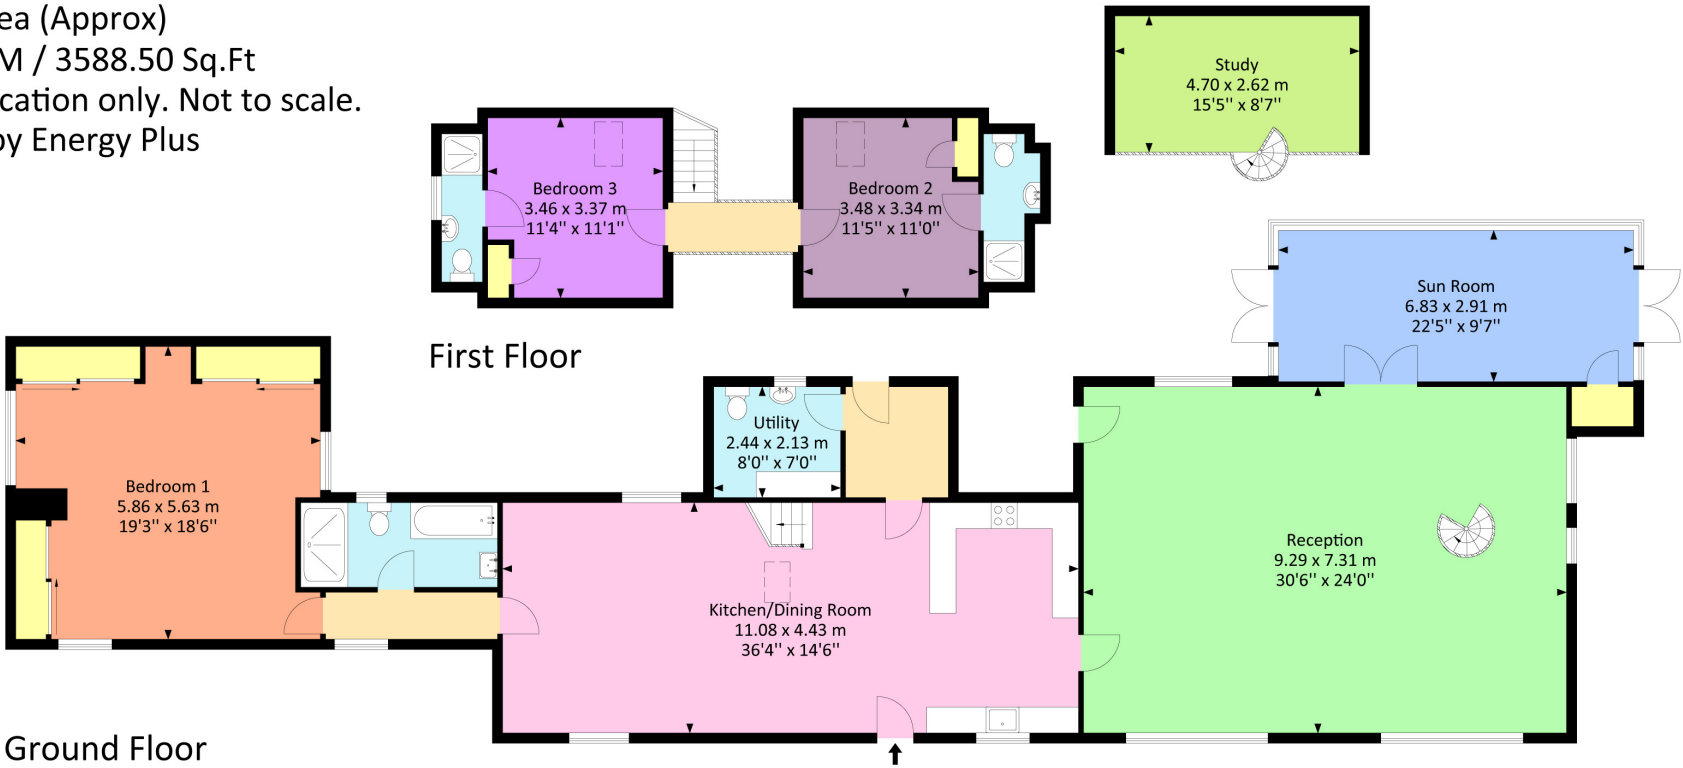 ea (Approx)
M / 3588.50 Sq.Ft
cation only. Not to scale.
by Energy Plus
Study
4.70 x 2.62 m
15'5'' x 8'7''
Bedroom 3
3.46 x 3.37 m
11'4'' x 11'1''
Bedroom 2
3.48 x 3.34 m
11'5'' x 11'0''
Sun Room
6.83 x 2.91 m
22'5'' x 9'7''
First Floor
Utility
2.44 x 2.13 m
8'0'' x 7'0''
Bedroom 1
5.86 x 5.63 m
19'3'' x 18'6''
Reception
9.29 x 7.31 m
30'6'' x 24'0''
Kitchen/Dining Room
11.08 x 4.43 m
36'4'' x 14'6''
Ground Floor